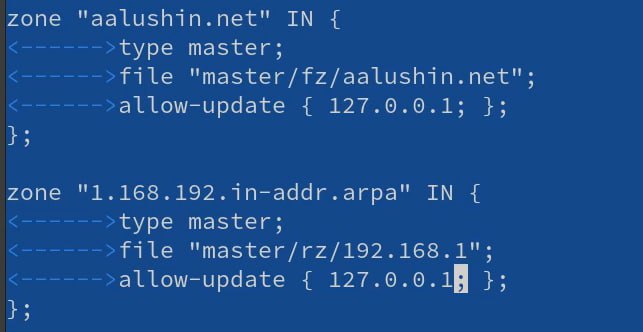 zone "aalushin.net" IN {
<------>type master;
<------>file "master/fz/aalushin.net";
<------>allow-update { 127.0.0.1; };
};

zone "1.168.192.in-addr.arpa" IN {
<------>type master;
<------>file "master/rz/192.168.1";
<------>allow-update { 127.0.0.1; };
};